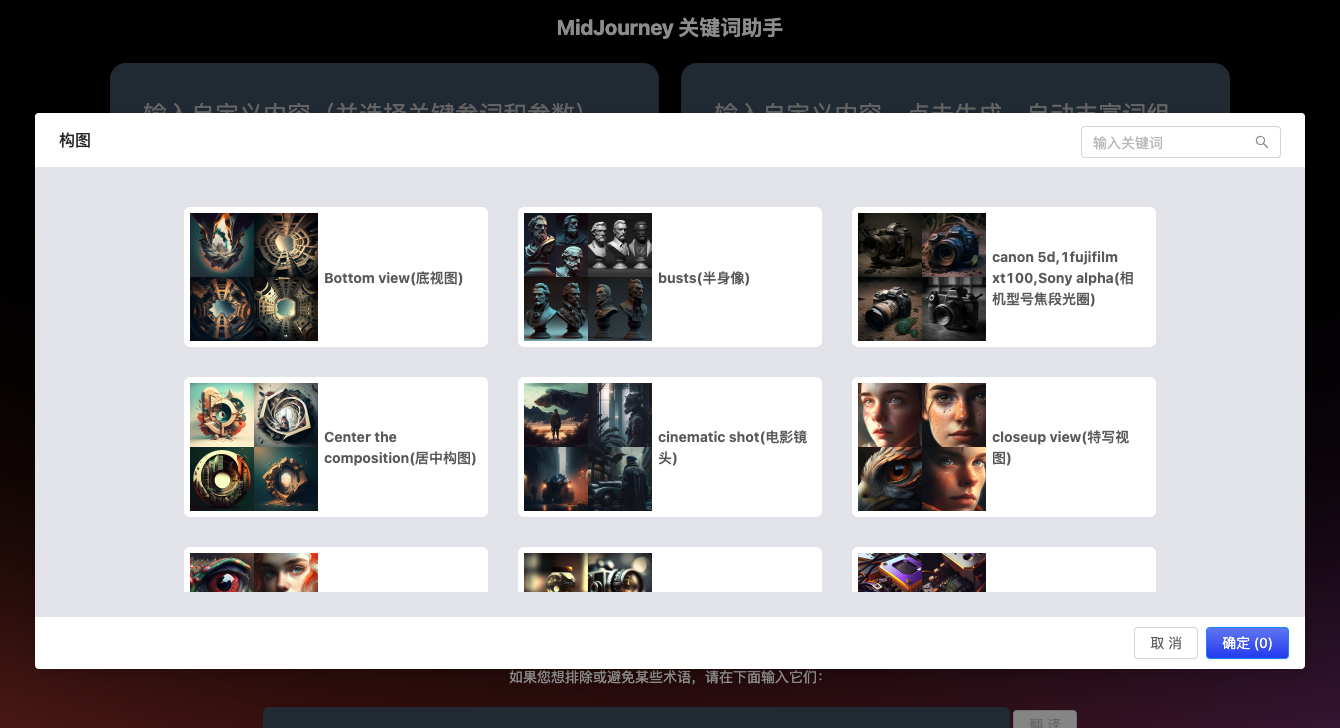 MidJourney 关键词助手
输入自定义内容（并选择关键参词和参数）
输入自定义内容，点击生成，自动丰富词组
构图
输入关键词
Bottom view(底视图)
busts(半身像)
canon 5d,1fujifilm
xt100,Sony alpha(相
机型号焦段光圈)
Center the
composition(居中构图)
cinematic shot(电影镜
头)
closeup view(特写视
图)
取 消
确定 (0)
如果您想排除或避免某些术语，请在下面输入它们：
翻 译